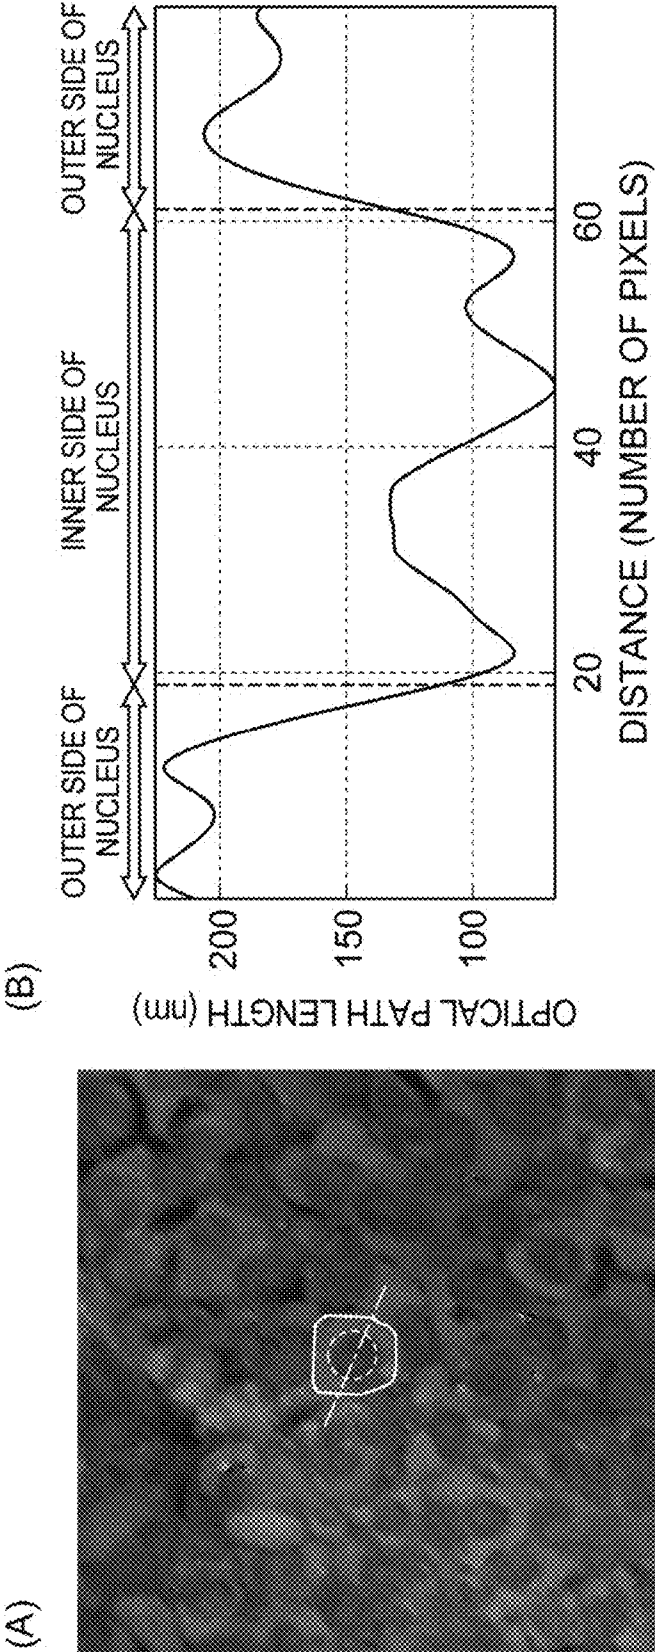 (A)
(B)
OUTER SIDE OF
NUCLEUS
INNER SIDE OF
NUCLEUS
OUTER SIDE OF
NUCLEUS
OPTICAL PATH LENGTH (nm)
200
150
100
20
40
60
DISTANCE (NUMBER OF PIXELS)